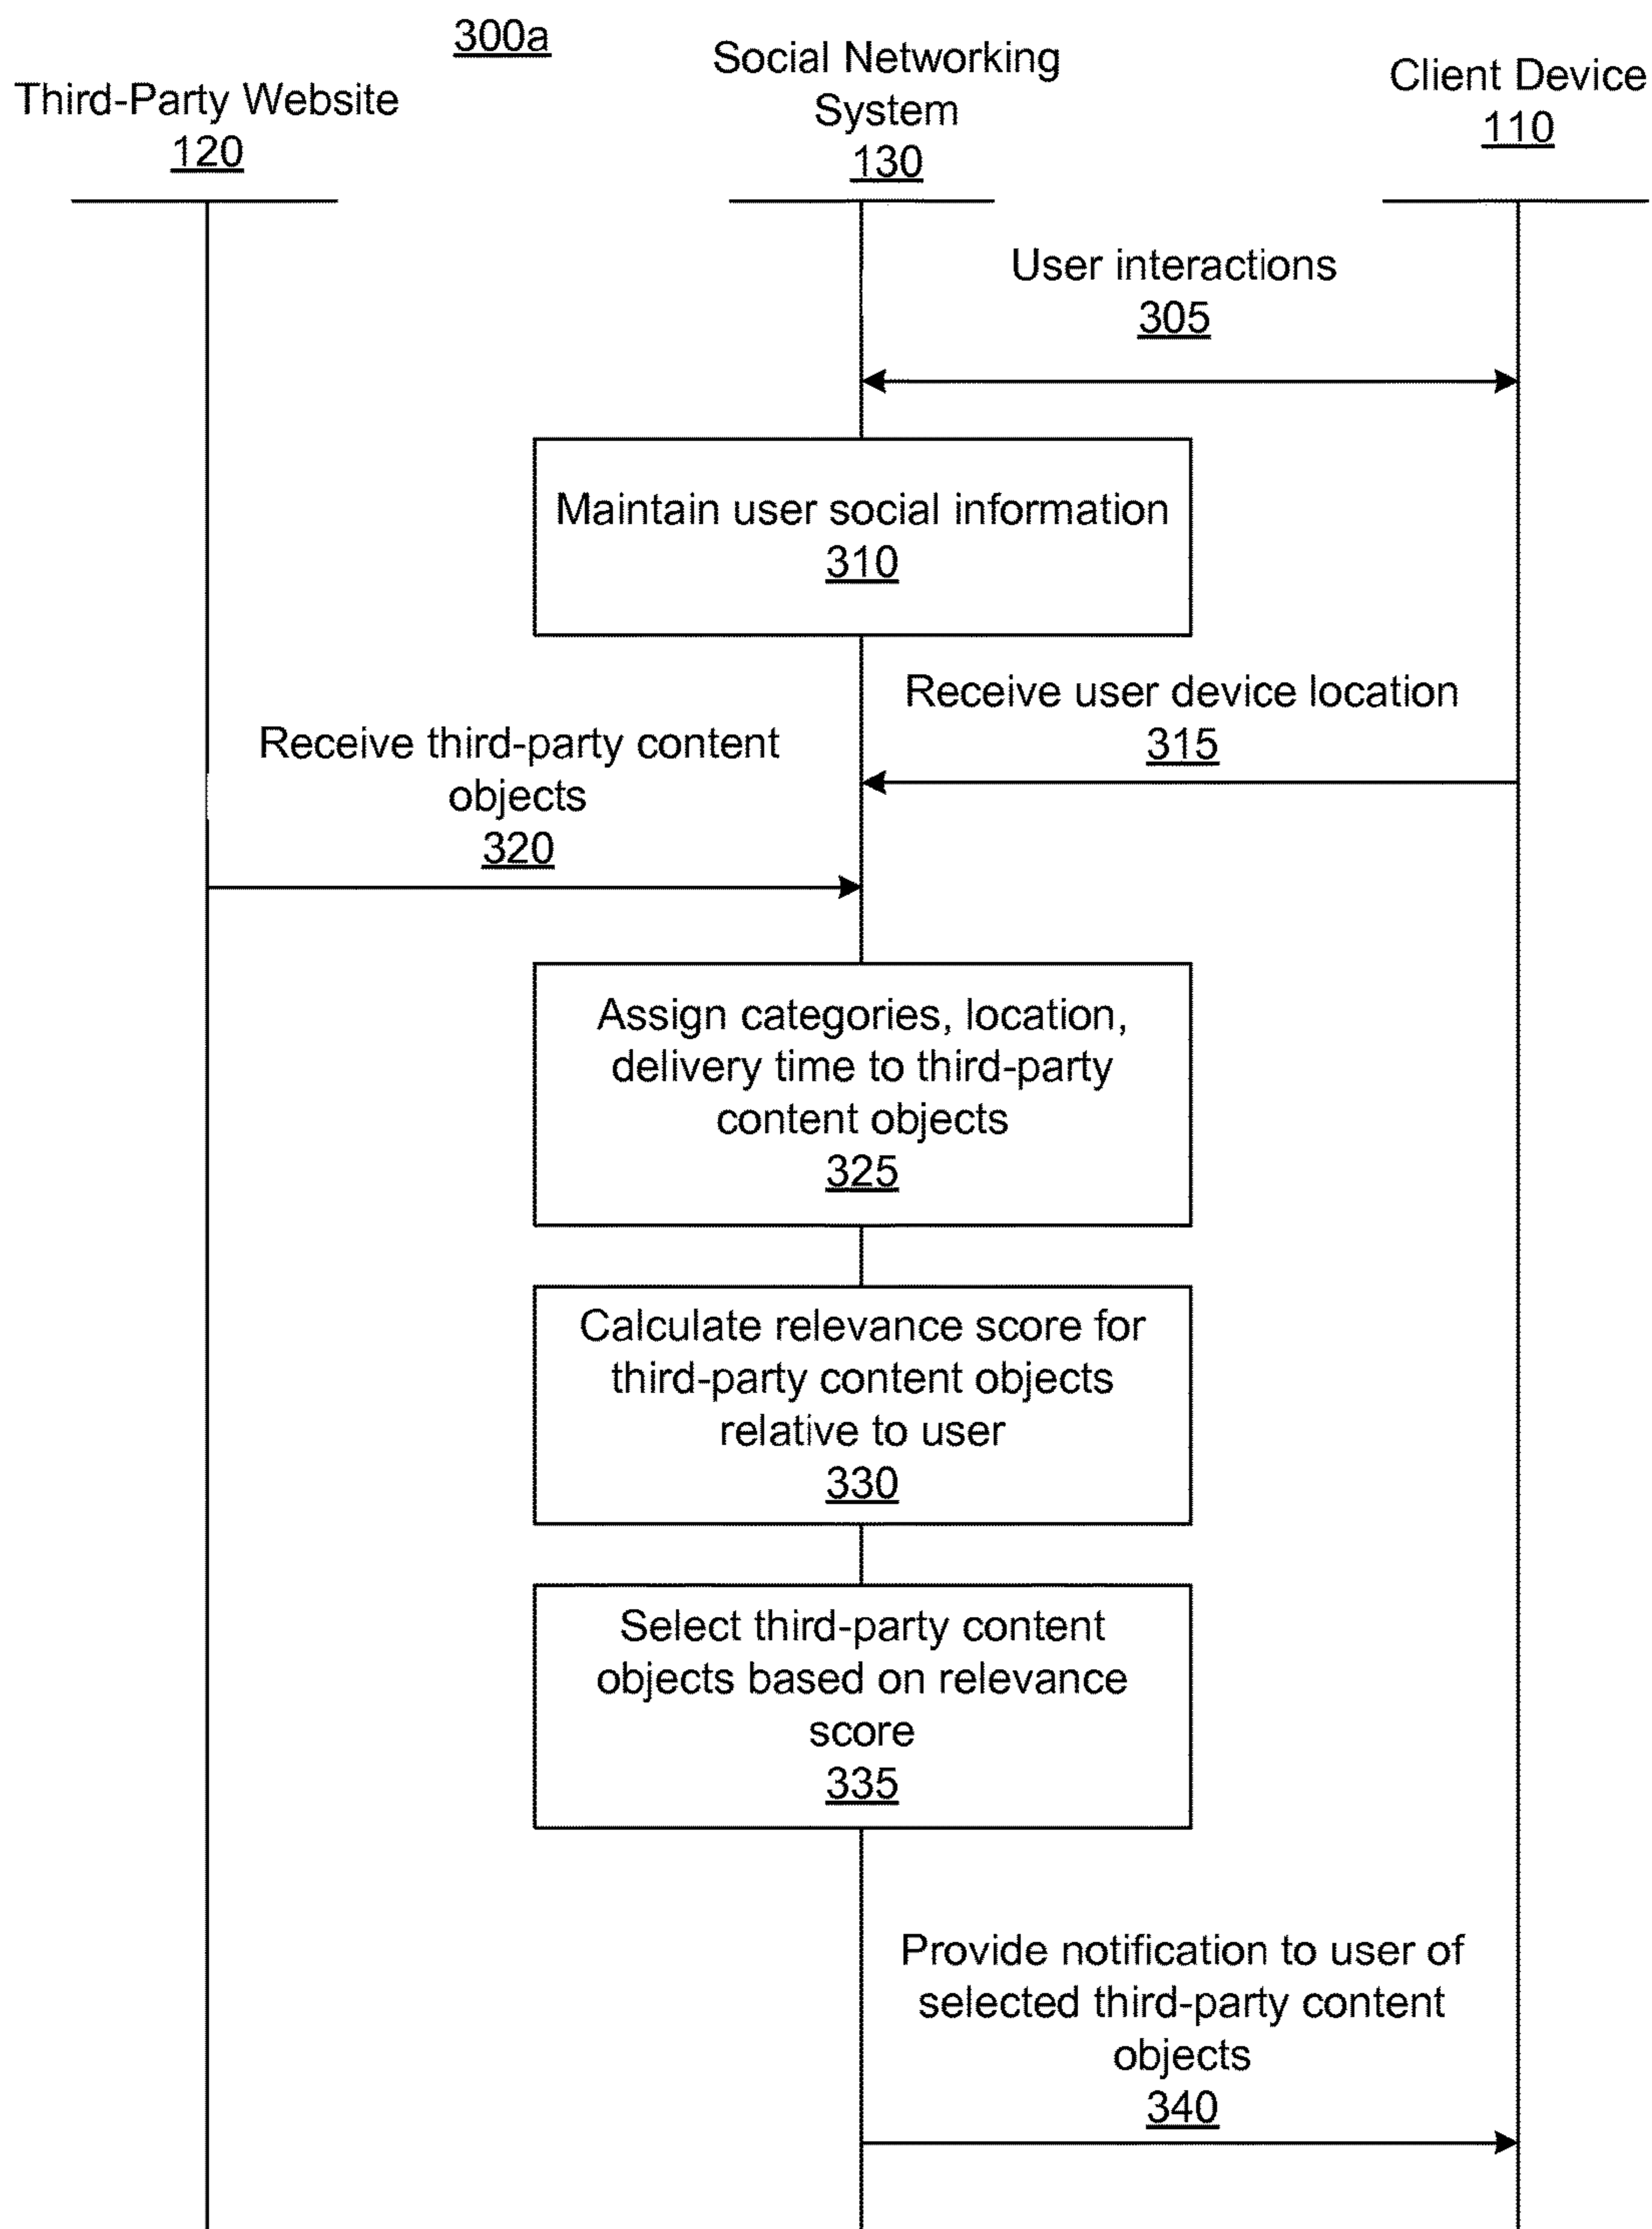 300a
Third-Party Website
120
Social Networking
System
130
Client Device
110
User interactions
305
Maintain user social information
310
Receive user device location
315
Receive third-party content
objects
320
Assign categories, location,
delivery time to third-party
content objects
325
Calculate relevance score for
third-party content objects
relative to user
330
Select third-party content
objects based on relevance
score
335
Provide notification to user of
selected third-party content
objects
340